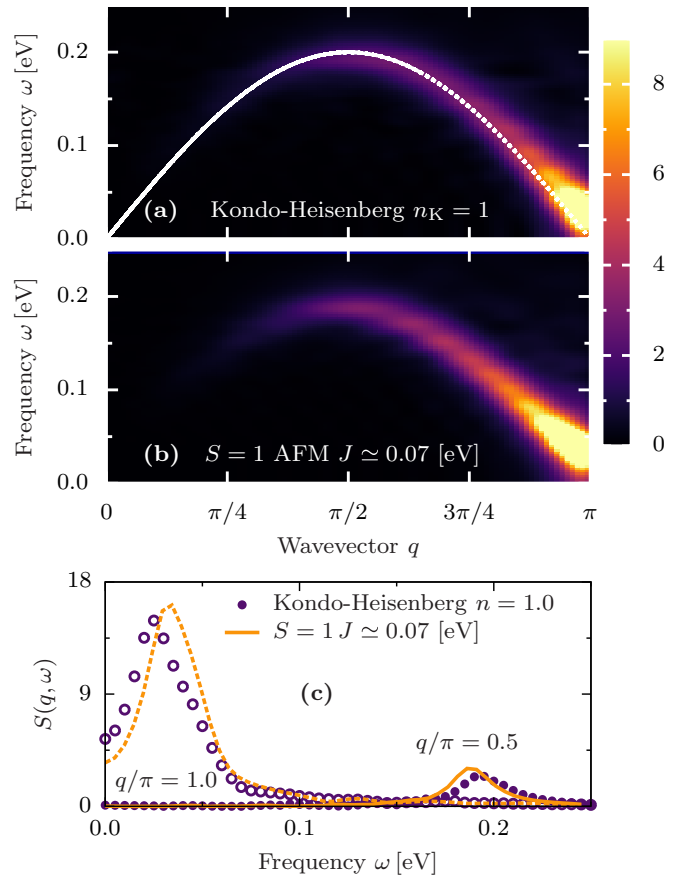 0.2
0.1
0.0
Frequency ω [eV]
(a) Kondo-Heisenberg n_K = 1
0.2
0.1
0.0
Frequency ω [eV]
(b) S = 1 AFM J ≃ 0.07 [eV]
0 π/4 π/2 3π/4 π
Wavevector q
8
6
4
2
0
18
9
0
S(q, ω)
Kondo-Heisenberg n = 1.0
S = 1 J ≃ 0.07 [eV]
(c)
q/π = 0.5
q/π = 1.0
0.0 0.1 0.2
Frequency ω [eV]